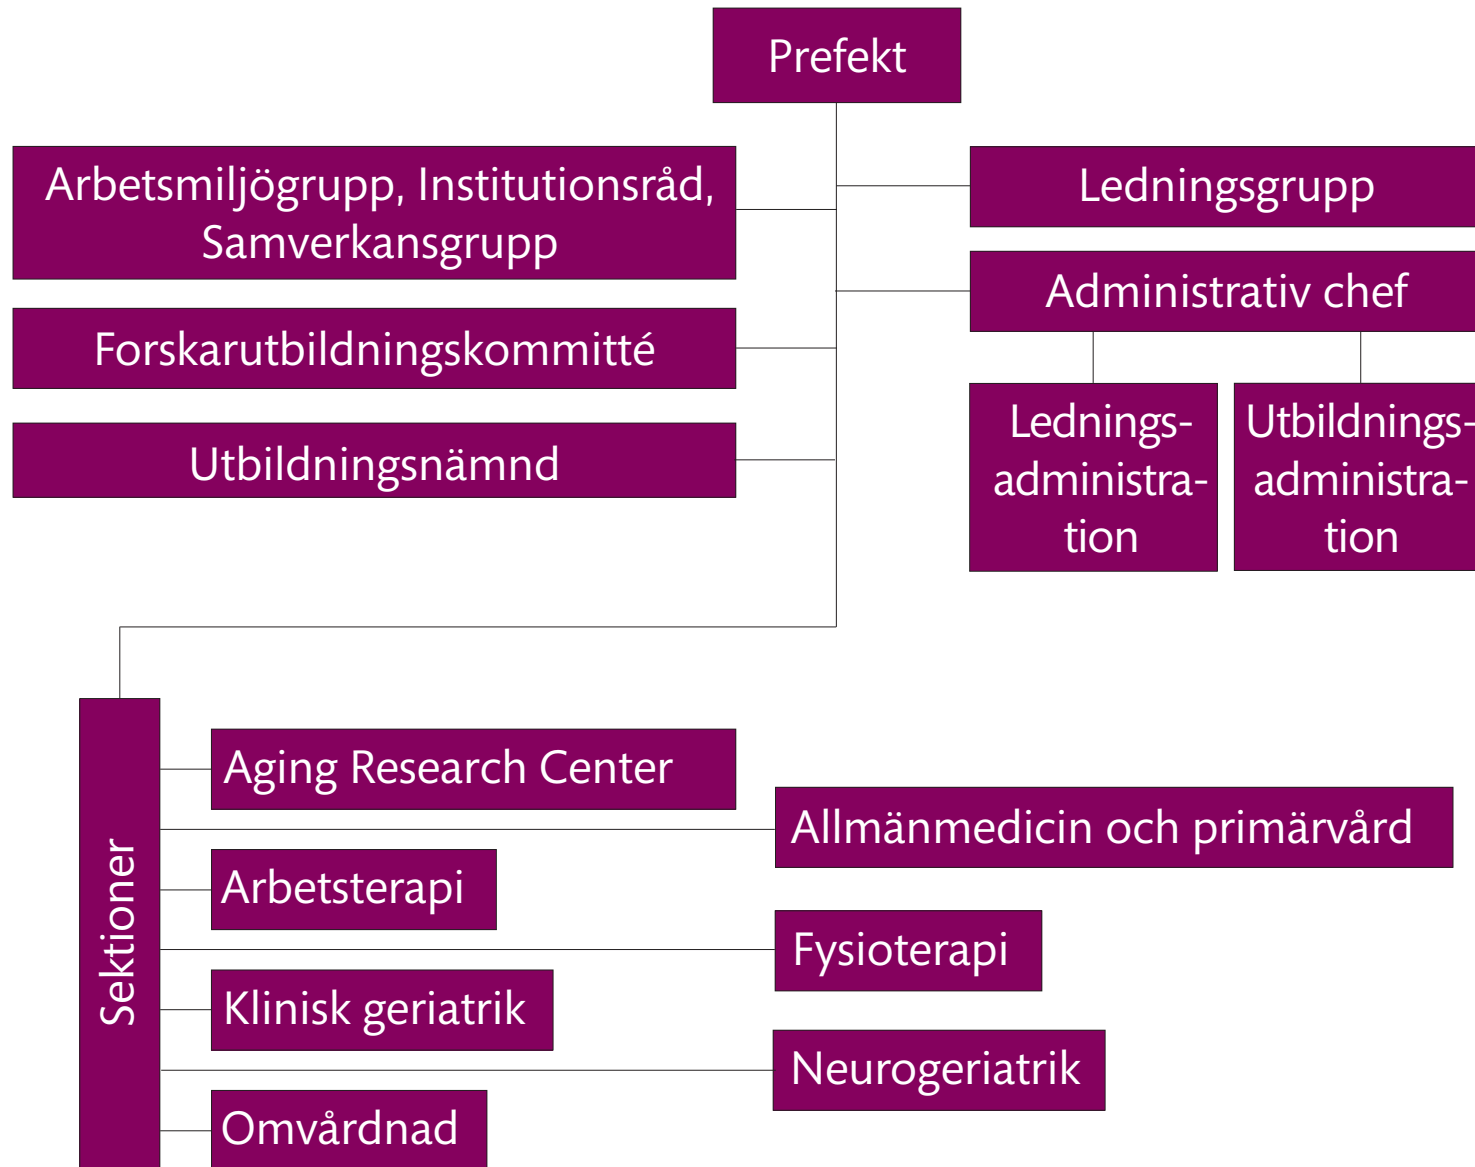 Prefekt
Arbetsmiljögrupp, Institutionsråd,
Samverkansgrupp
Ledningsgrupp
Administrativ chef
Forskarutbildningskommitté
Utbildningsnämnd
Lednings-
administra-
tion
Utbildnings-
administra-
tion
Sektioner
Aging Research Center
Allmänmedicin och primärvård
Arbetsterapi
Fysioterapi
Klinisk geriatrik
Neurogeriatrik
Omvårdnad